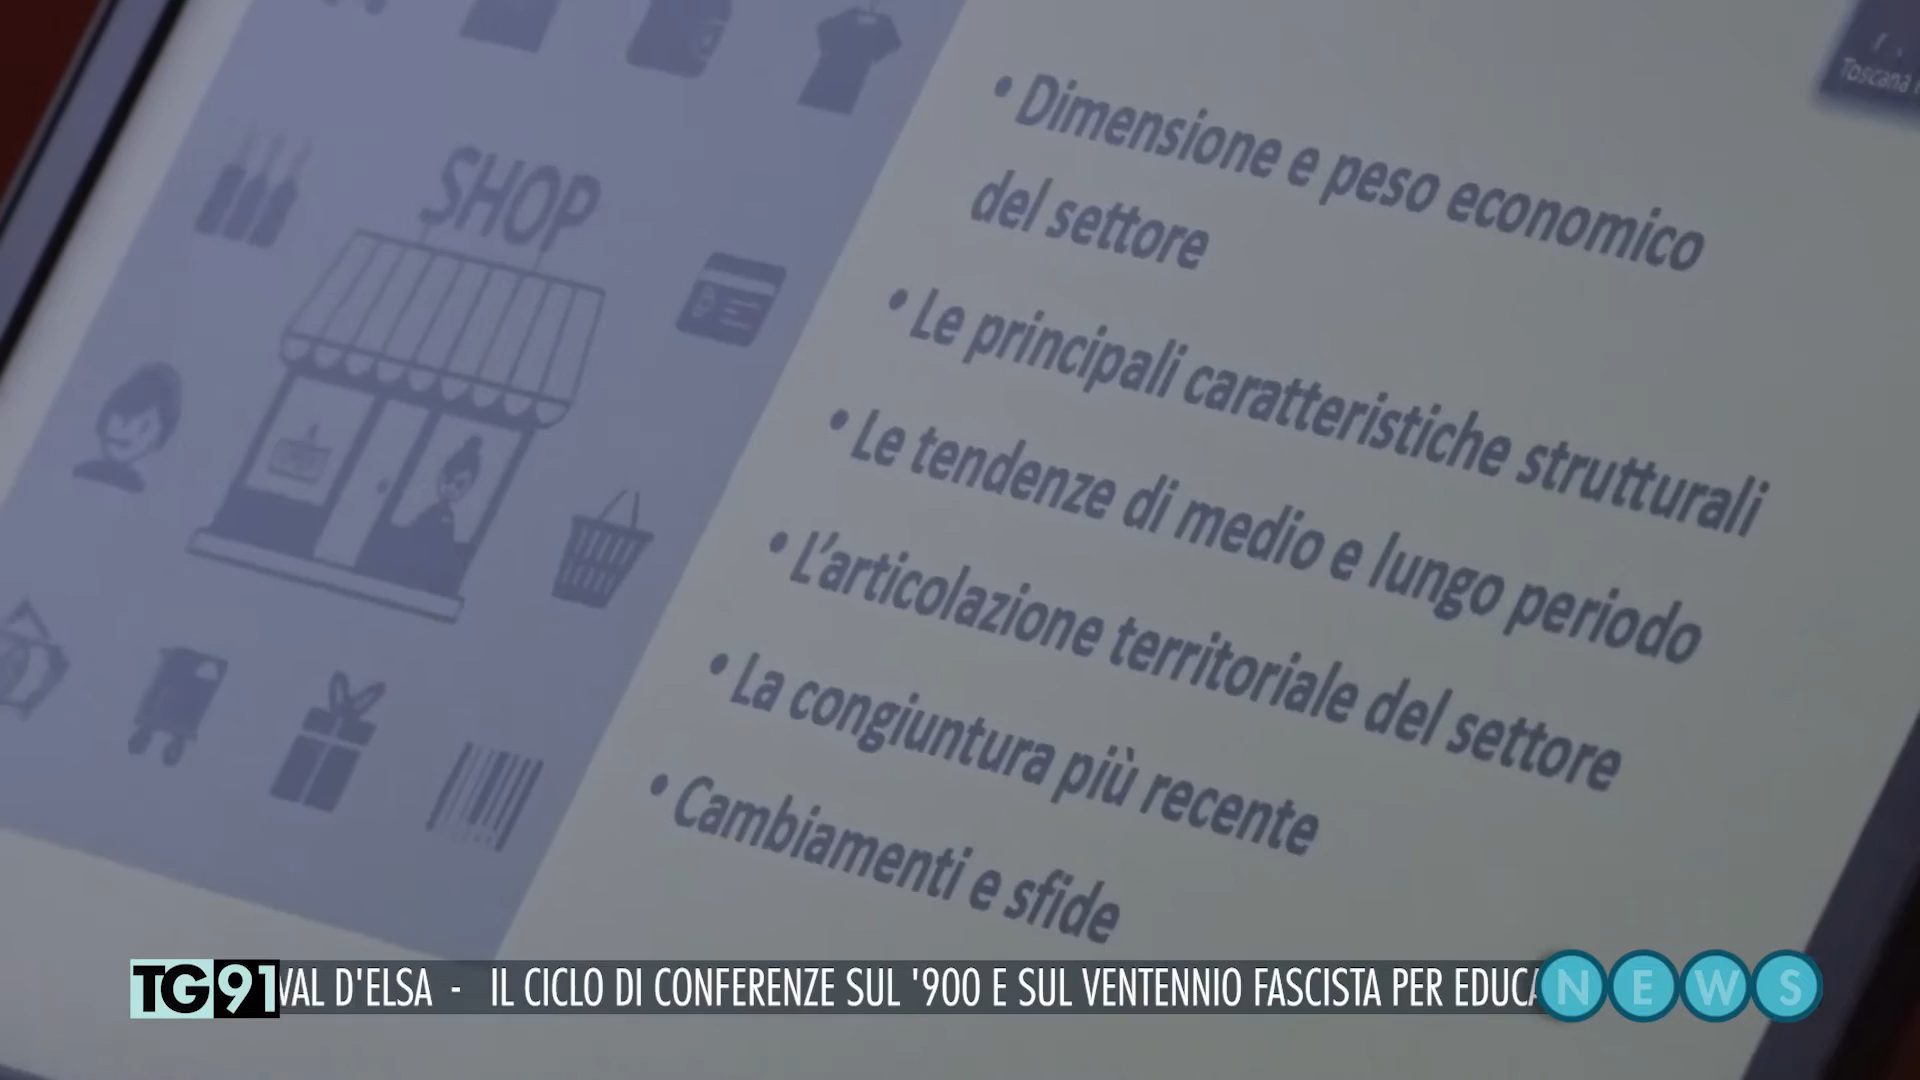 Toscana
SHOP
• Dimensione e peso economico
del settore
• Le principali caratteristiche strutturali
• Le tendenze di medio e lungo periodo
• L'articolazione territoriale del settore
• La congiuntura più recente
• Cambiamenti e sfide
TG91 VAL D'ELSA - IL CICLO DI CONFERENZE SUL '900 E SUL VENTENNIO FASCISTA PER EDUCA NEWS